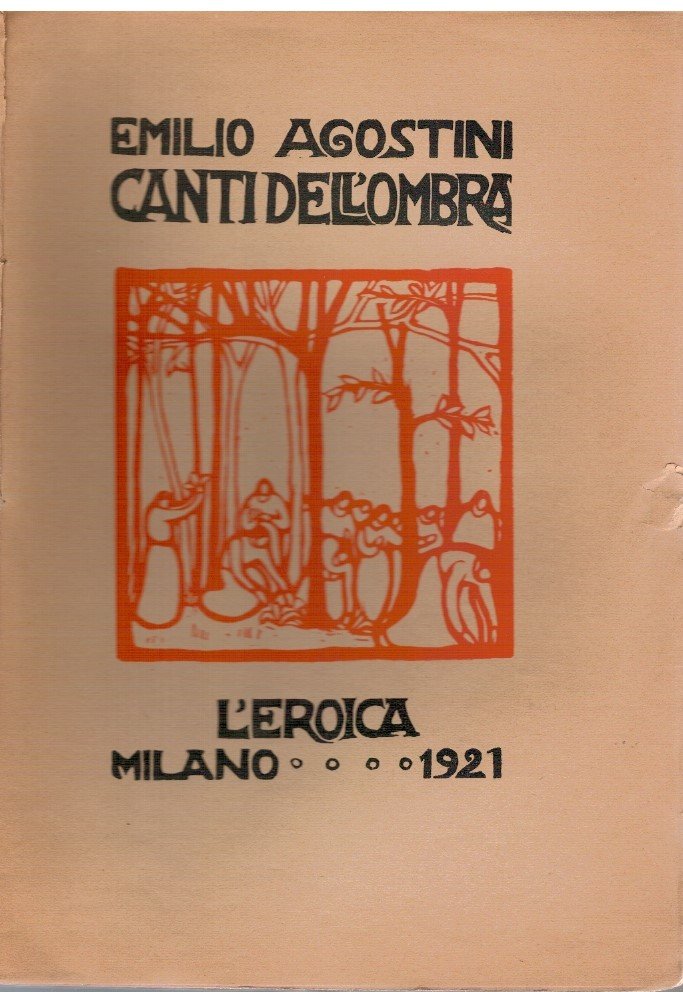 EMILIO AGOSTINI
CANTI DELL'OMBRA
L'EROICA
MILANO ° ° ° ° 1921